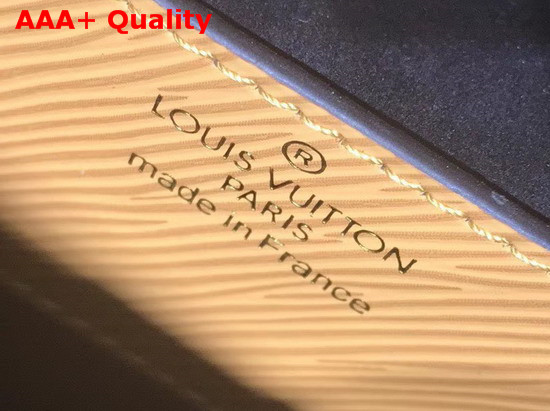 AAA+ Quality
®
LOUIS VUITTON
PARIS
made in France